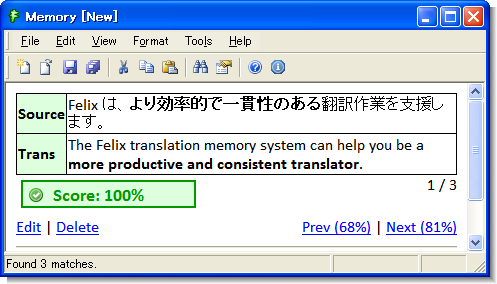 Memory [New]
File Edit View Format Tools Help
Source
Felix は、より効率的で一貫性のある翻訳作業を支援し
ます。
Trans
The Felix translation memory system can help you be a
more productive and consistent translator.
Score: 100%
1 / 3
Edit | Delete
Prev (68%) | Next (81%)
Found 3 matches.